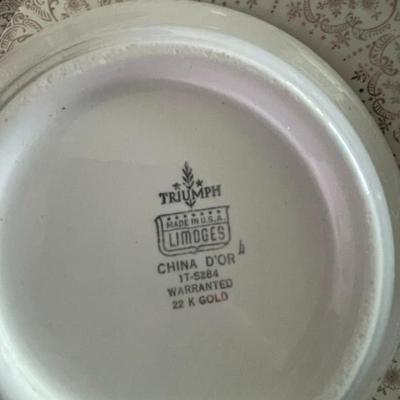 TRIUMPH
MADE IN U.S.A.
LIMOGES
CHINA D'OR
1T-S284
WARRANTED
22 K GOLD